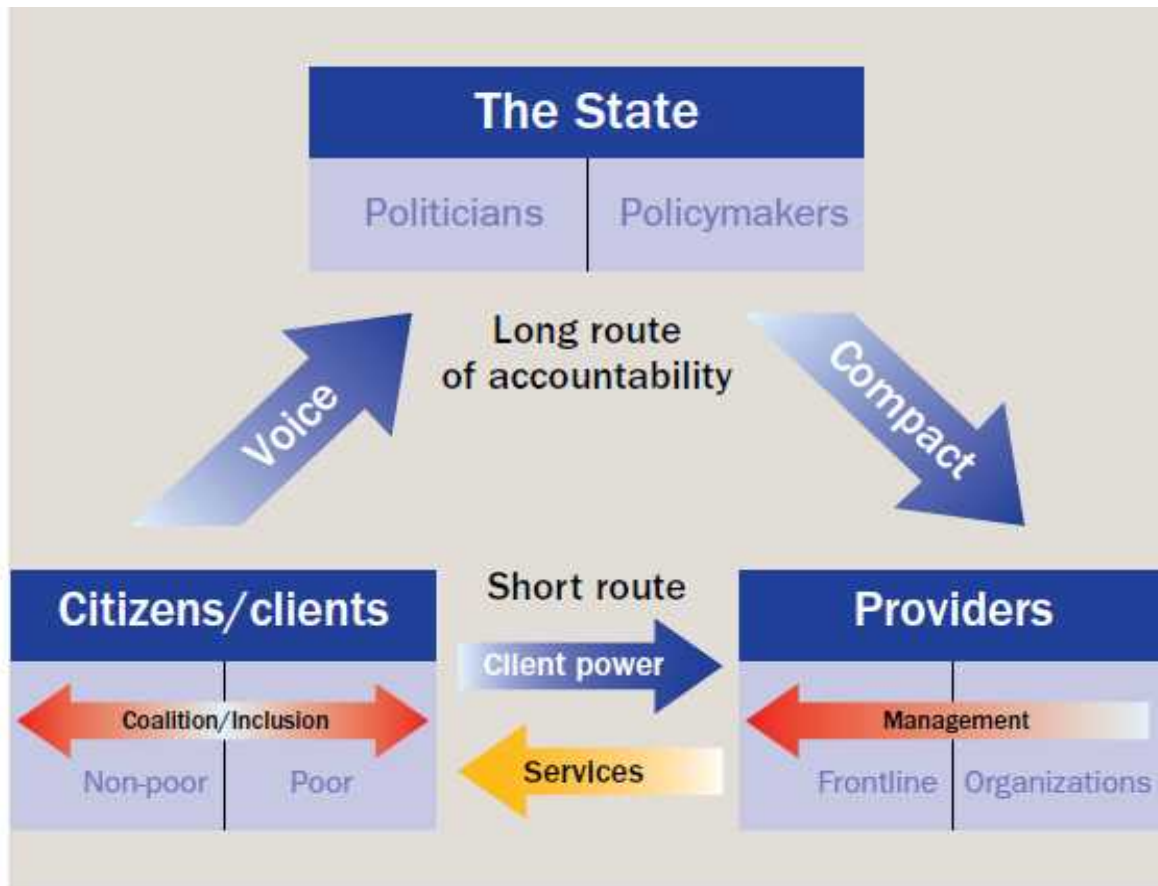 The State
Politicians
Policymakers
Long route
of accountability
Voice
Compact
Citizens/clients
Short route
Providers
Client power
Coalition/Inclusion
Management
Services
Non-poor
Poor
Frontline
Organizations